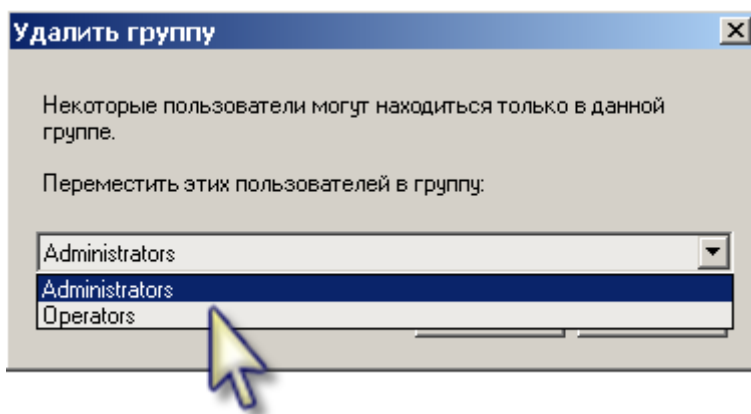 Удалить группу
Некоторые пользователи могут находиться только в данной
группе.
Переместить этих пользователей в группу:
Administrators
Administrators
Operators